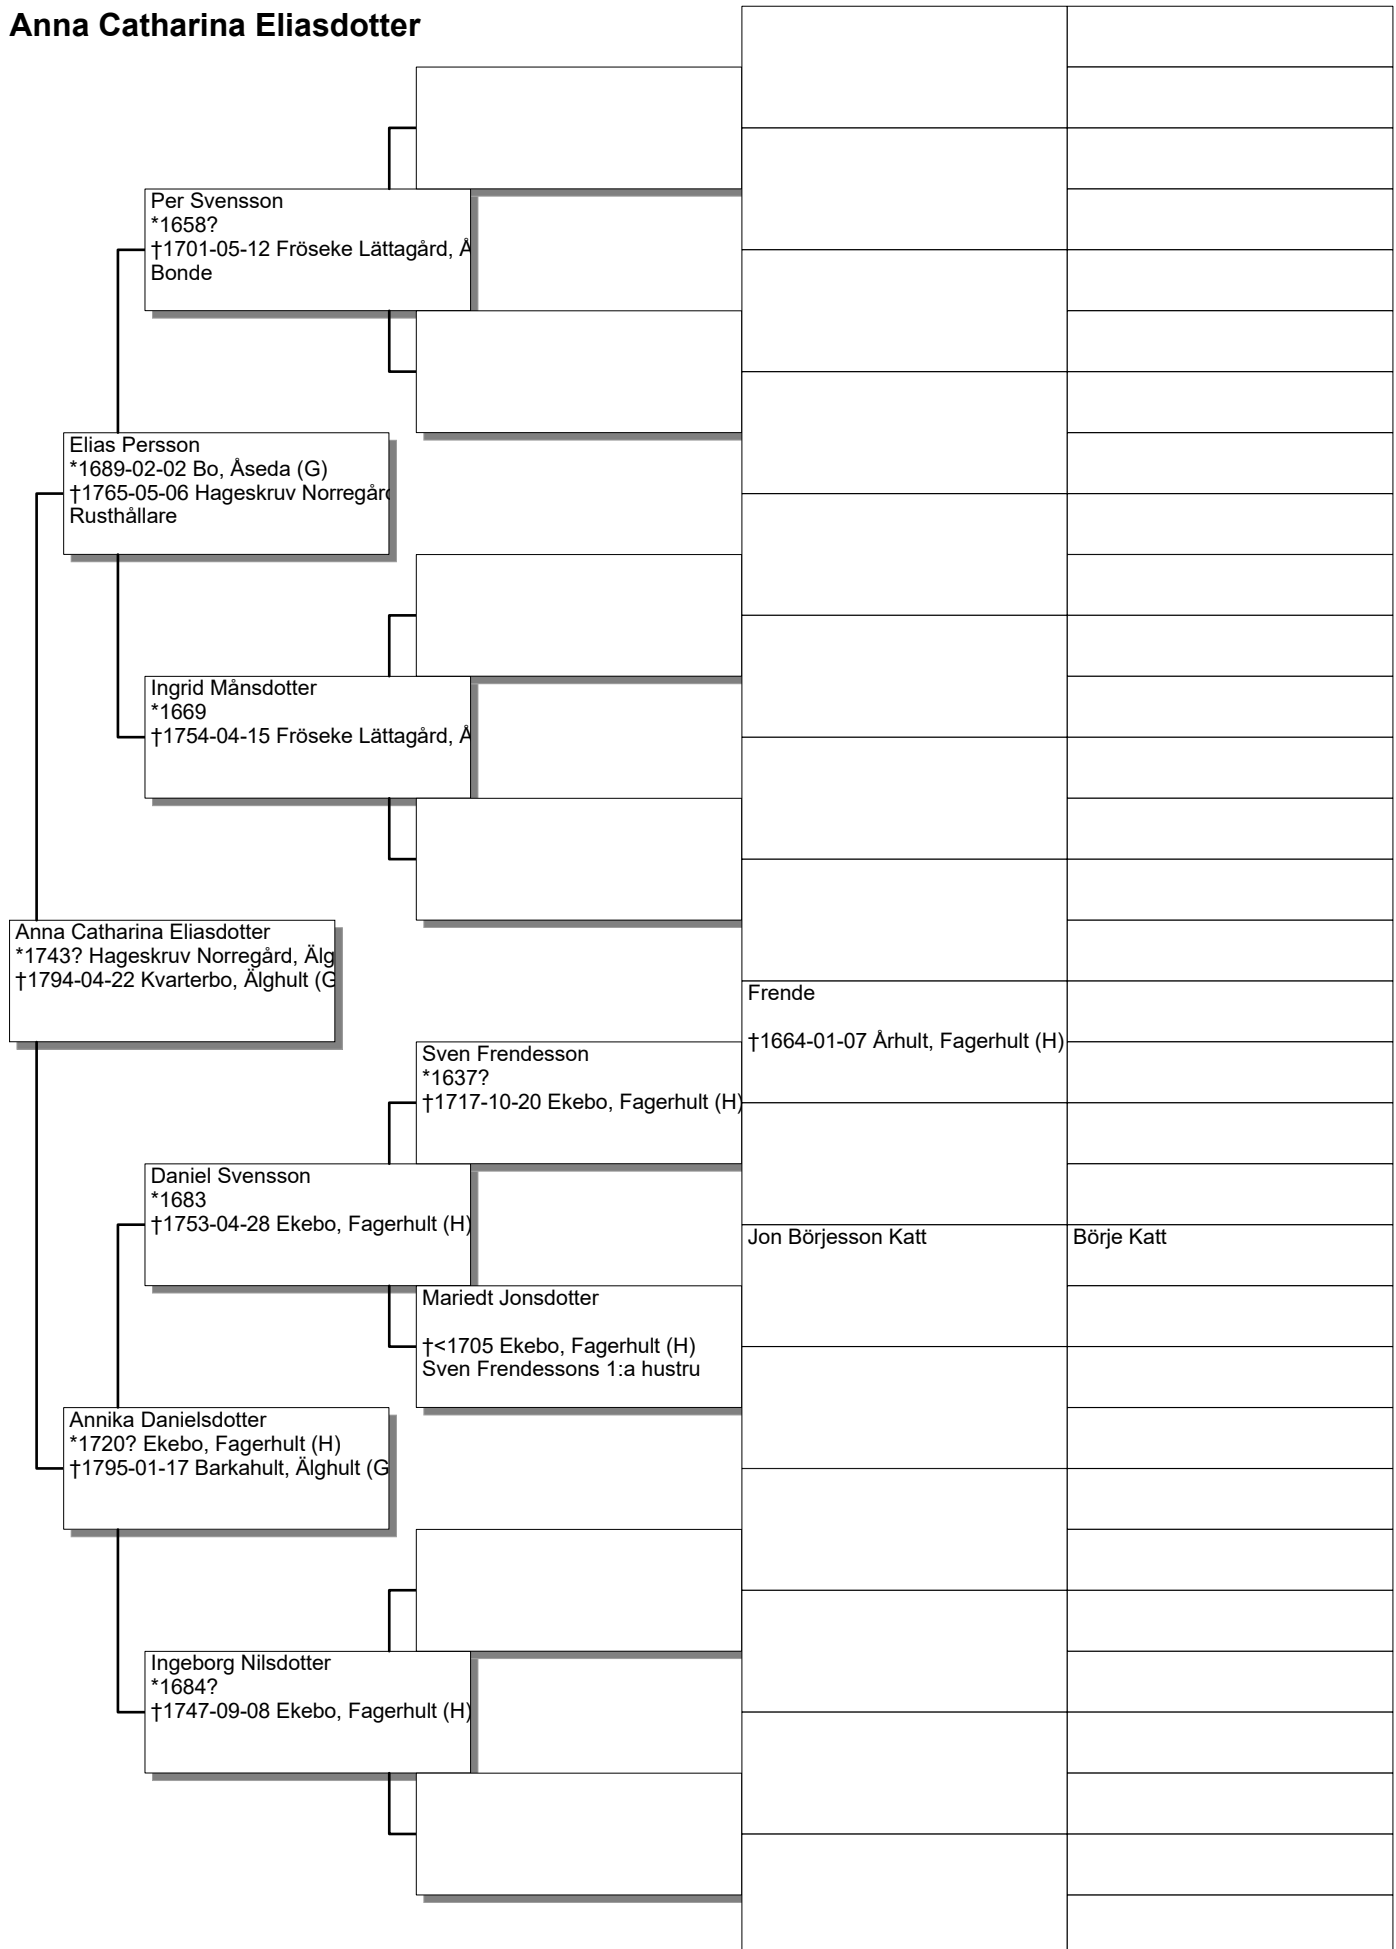 Anna Catharina Eliasdotter
Per Svensson
*1658?
†1701-05-12 Fröseke Lättagård, Å
Bonde
Elias Persson
*1689-02-02 Bo, Åseda (G)
†1765-05-06 Hageskruv Norregård
Rusthållare
Ingrid Månsdotter
*1669
†1754-04-15 Fröseke Lättagård, Å
Anna Catharina Eliasdotter
*1743? Hageskruv Norregård, Älg
†1794-04-22 Kvarterbo, Älghult (G
Frende
†1664-01-07 Århult, Fagerhult (H)
Sven Frendesson
*1637?
†1717-10-20 Ekebo, Fagerhult (H)
Daniel Svensson
*1683
†1753-04-28 Ekebo, Fagerhult (H)
Jon Börjesson Katt
Börje Katt
Mariedt Jonsdotter
†<1705 Ekebo, Fagerhult (H)
Sven Frendessons 1:a hustru
Annika Danielsdotter
*1720? Ekebo, Fagerhult (H)
†1795-01-17 Barkahult, Älghult (G
Ingeborg Nilsdotter
*1684?
†1747-09-08 Ekebo, Fagerhult (H)